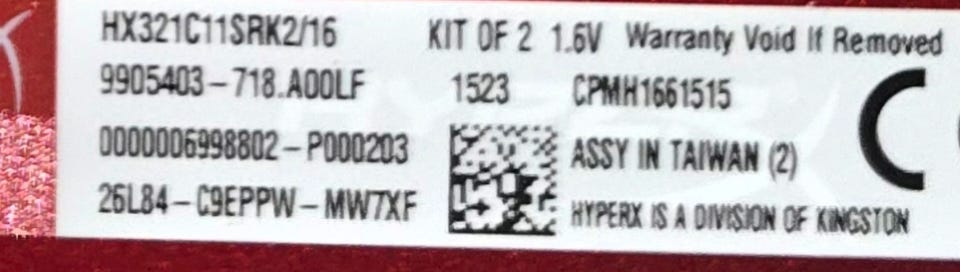 HX321C11SRK2/16 KIT OF 2 1.6V Warranty Void If Removed
9905403-718.A00LF 1523 CPMH1661515
0000006998802-P000203
ASSY IN TAIWAN (2)
26L84-C9EPPW-MW7XF
HYPERX IS A DIVISION OF KINGSTON